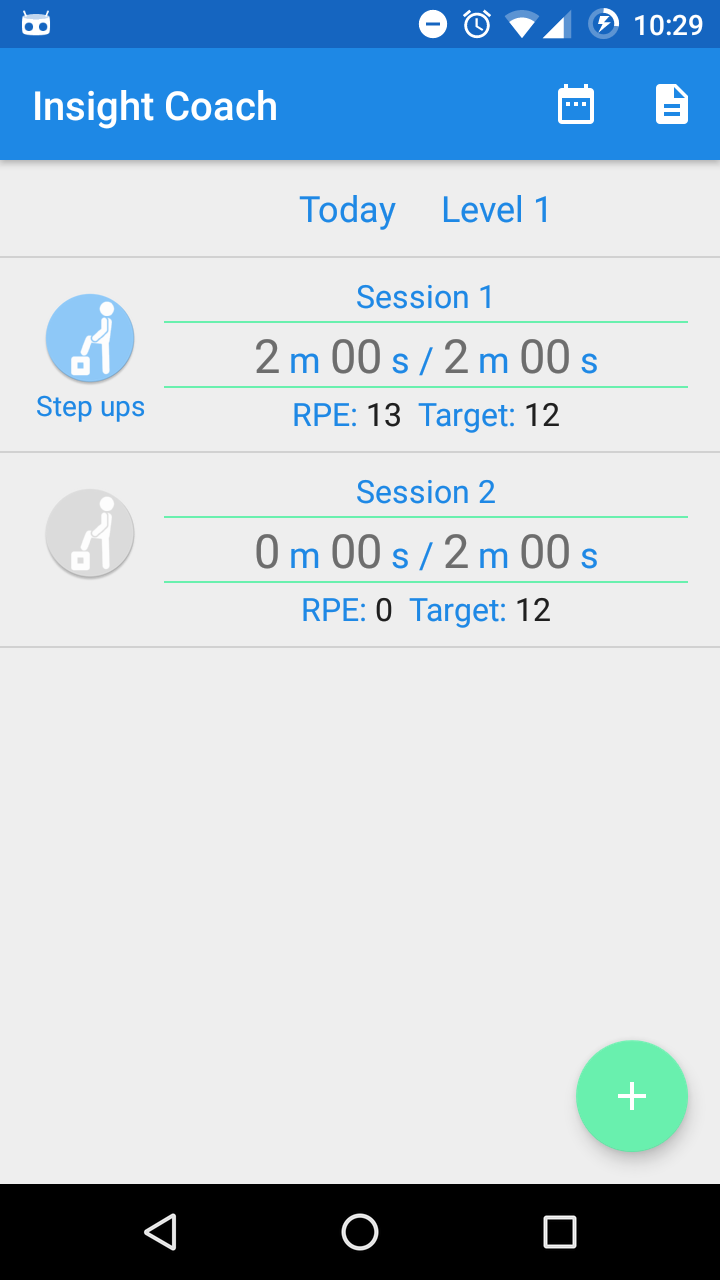 10:29
Insight Coach
Today Level 1
Session 1
2 m 00 s / 2 m 00 s
Step ups
RPE: 13 Target: 12
Session 2
0 m 00 s / 2 m 00 s
RPE: 0 Target: 12
+